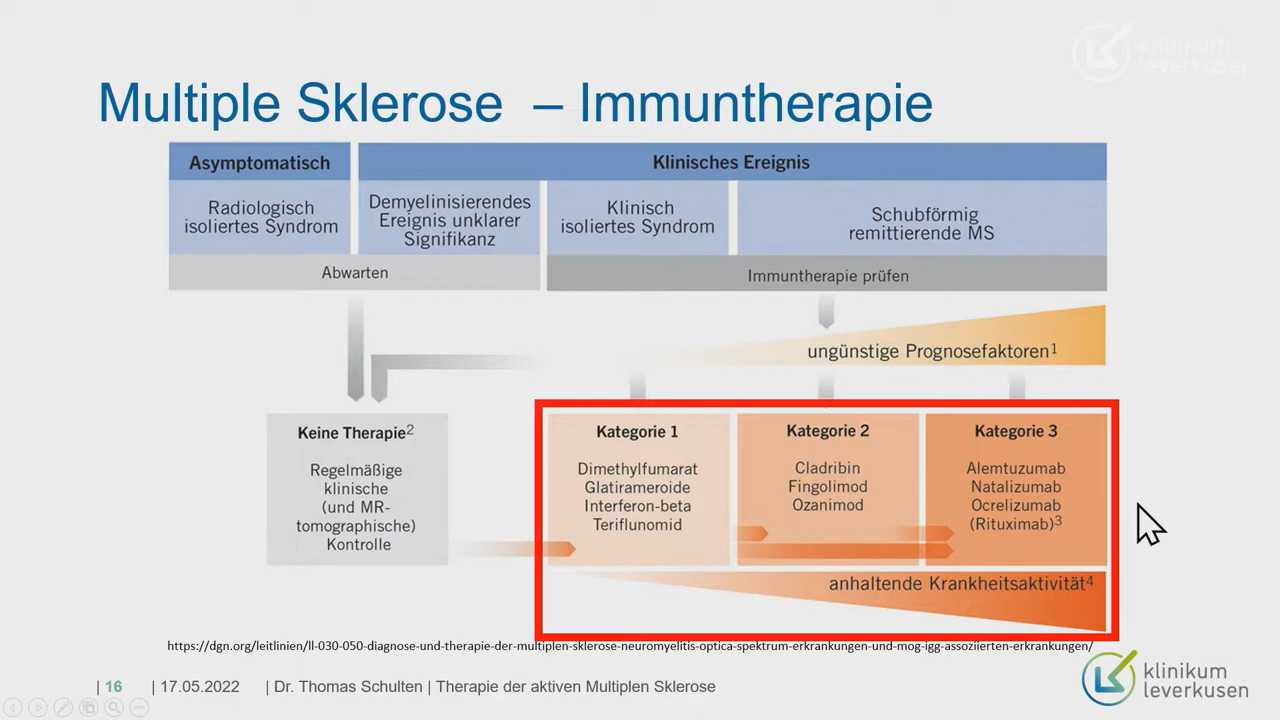 klinikum
leverkusen
Multiple Sklerose – Immuntherapie
Asymptomatisch
Klinisches Ereignis
Radiologisch
isoliertes Syndrom
Demyelinisierendes
Ereignis unklarer
Signifikanz
Klinisch
isoliertes Syndrom
Schubförmig
remittierende MS
Abwarten
Immuntherapie prüfen
ungünstige Prognosefaktoren1
Keine Therapie2
Regelmäßige
klinische
(und MR-
tomographische)
Kontrolle
Kategorie 1
Dimethylfumarat
Glatirameroide
Interferon-beta
Teriflunomid
Kategorie 2
Cladribin
Fingolimod
Ozanimod
Kategorie 3
Alemtuzumab
Natalizumab
Ocrelizumab
(Rituximab)3
anhaltende Krankheitsaktivität4
https://dgn.org/leitlinien/ll-030-050-diagnose-und-therapie-der-multiplen-sklerose-neuromyelitis-optica-spektrum-erkrankungen-und-mog-igg-assoziierten-erkrankungen/
| 16 | 17.05.2022 | Dr. Thomas Schulten | Therapie der aktiven Multiplen Sklerose
klinikum
leverkusen